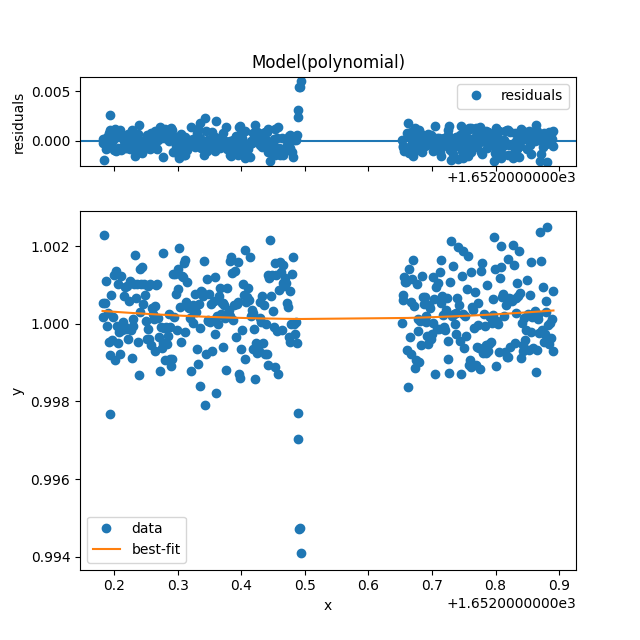 Model(polynomial)
residuals
0.005
0.000
residuals
+1.6520000000e3
1.002
1.000
0.998
0.996
0.994
y
data
best-fit
0.2 0.3 0.4 0.5 0.6 0.7 0.8 0.9
x
+1.6520000000e3